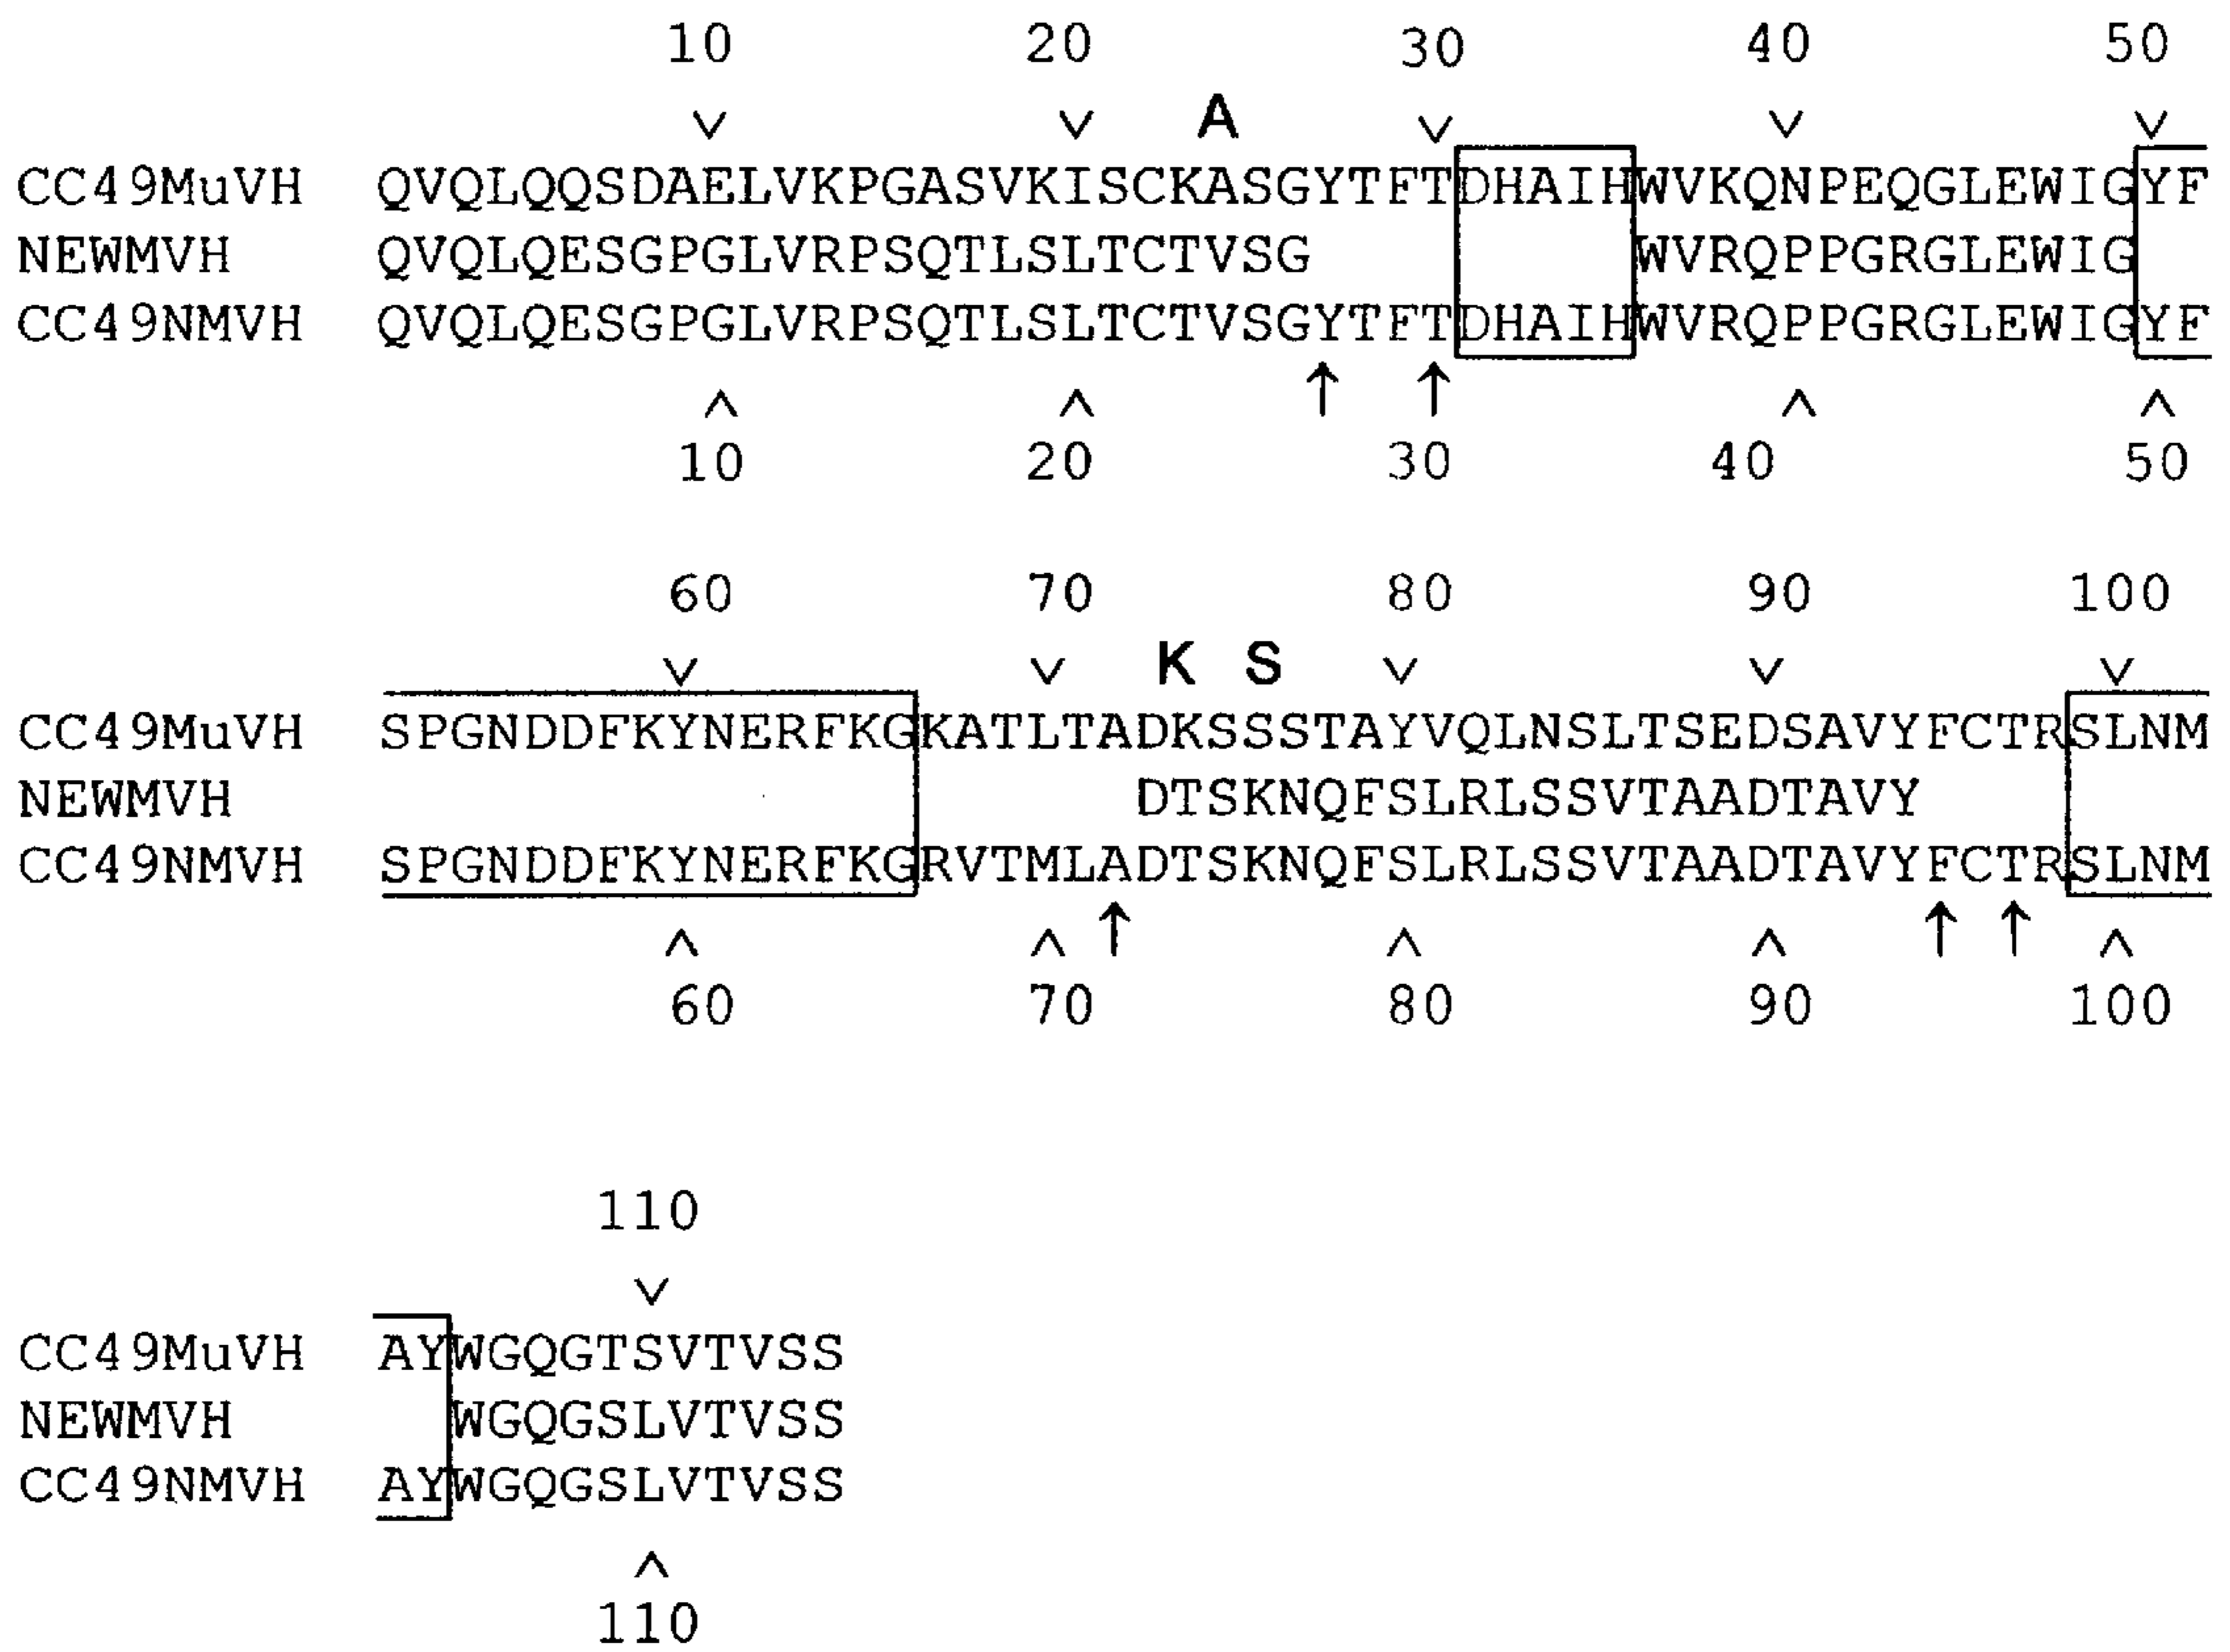 10 20 30 40 50
∨ ∨ A ∨ ∨ ∨
CC49MuVH QVQLQQSDAELVKPGASVKISCKASGYTFTDHAIHWVKQNPEQGLEWIGYF
NEWMVH QVQLQESGPGLVRPSQTLSLTCTVSG WVRQPPGRGLEWIG
CC49NMVH QVQLQESGPGLVRPSQTLSLTCTVSGYTFTDHAIHWVRQPPGRGLEWIGYF
∧ ∧ ↑ ↑ ∧ ∧
10 20 30 40 50
60 70 80 90 100
∨ ∨ K S ∨ ∨ ∨
CC49MuVH SPGNDDFKYNERFKGKATLTADKSSSTAYVQLNSLTSEDSAVYFCTRSLNM
NEWMVH DTSKNQFSLRLSSVTAADTAVY
CC49NMVH SPGNDDFKYNERFKGRVTMLADTSKNQFSLRLSSVTAADTAVYFCTRSLNM
∧ ∧ ↑ ∧ ∧ ↑ ↑ ∧
60 70 80 90 100
110
∨
CC49MuVH AYWGQGTSVTVSS
NEWMVH WGQGSLVTVSS
CC49NMVH AYWGQGSLVTVSS
∧
110